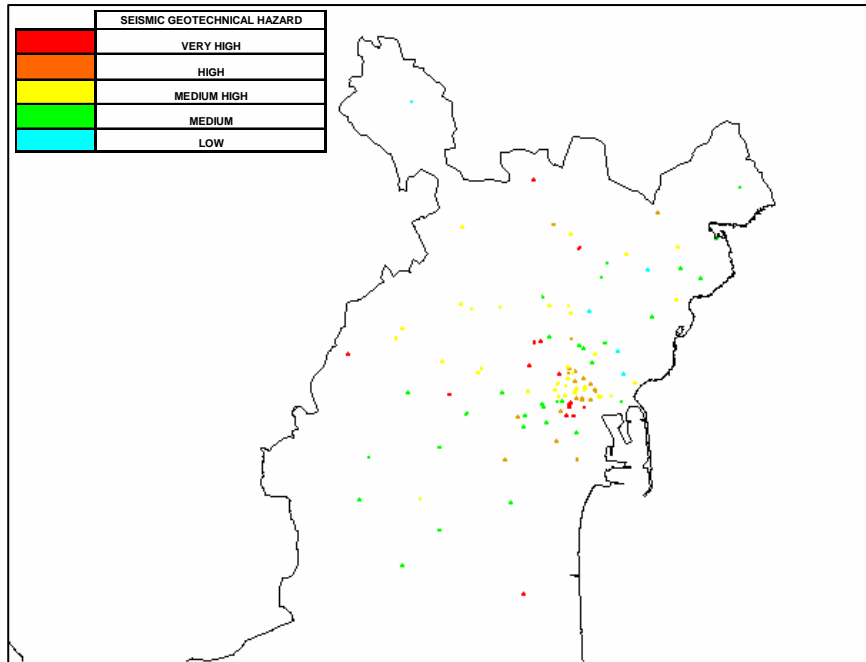 SEISMIC GEOTECHNICAL HAZARD
VERY HIGH
HIGH
MEDIUM HIGH
MEDIUM
LOW